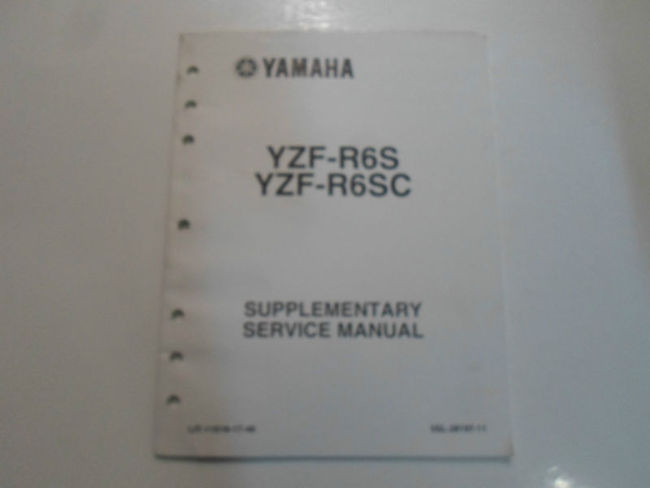 YAMAHA
YZF-R6S
YZF-R6SC
SUPPLEMENTARY
SERVICE MANUAL